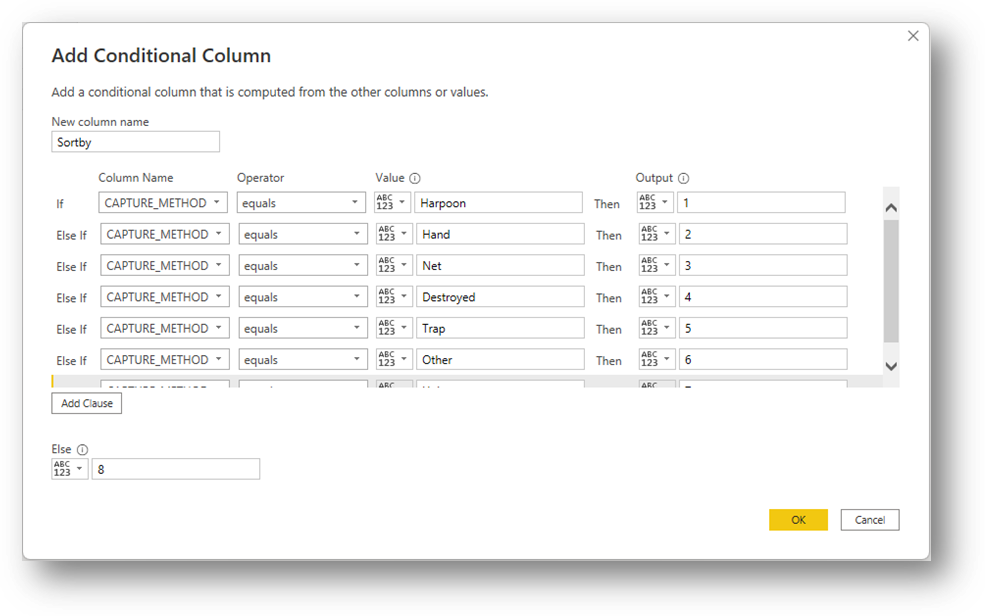 Add Conditional Column
Add a conditional column that is computed from the other columns or values.
New column name
Sortby
Column Name Operator Value Output
If CAPTURE_METHOD equals ABC 123 Harpoon Then ABC 123 1
Else If CAPTURE_METHOD equals ABC 123 Hand Then ABC 123 2
Else If CAPTURE_METHOD equals ABC 123 Net Then ABC 123 3
Else If CAPTURE_METHOD equals ABC 123 Destroyed Then ABC 123 4
Else If CAPTURE_METHOD equals ABC 123 Trap Then ABC 123 5
Else If CAPTURE_METHOD equals ABC 123 Other Then ABC 123 6
Add Clause
Else
ABC 123 8
OK Cancel